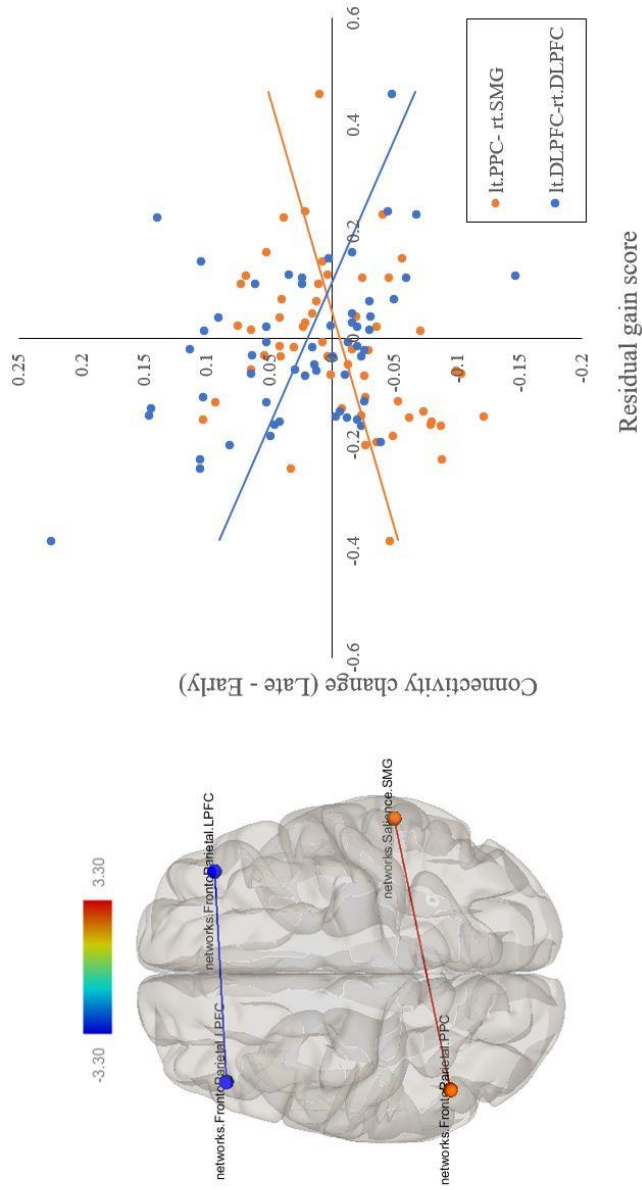 -3.30 3.30
networks.FrontoParietal.LPFC
networks.FrontoParietal.LPFC
networks.Salience.SMG
networks.FrontoParietal.PPC
Connectivity change (Late - Early)
0.25
0.2
0.15
0.1
0.05
0
-0.05
-0.1
-0.15
-0.2
-0.6 -0.4 -0.2 0.2 0.4 0.6
lt.PPC- rt.SMG
lt.DLPFC-rt.DLPFC
Residual gain score